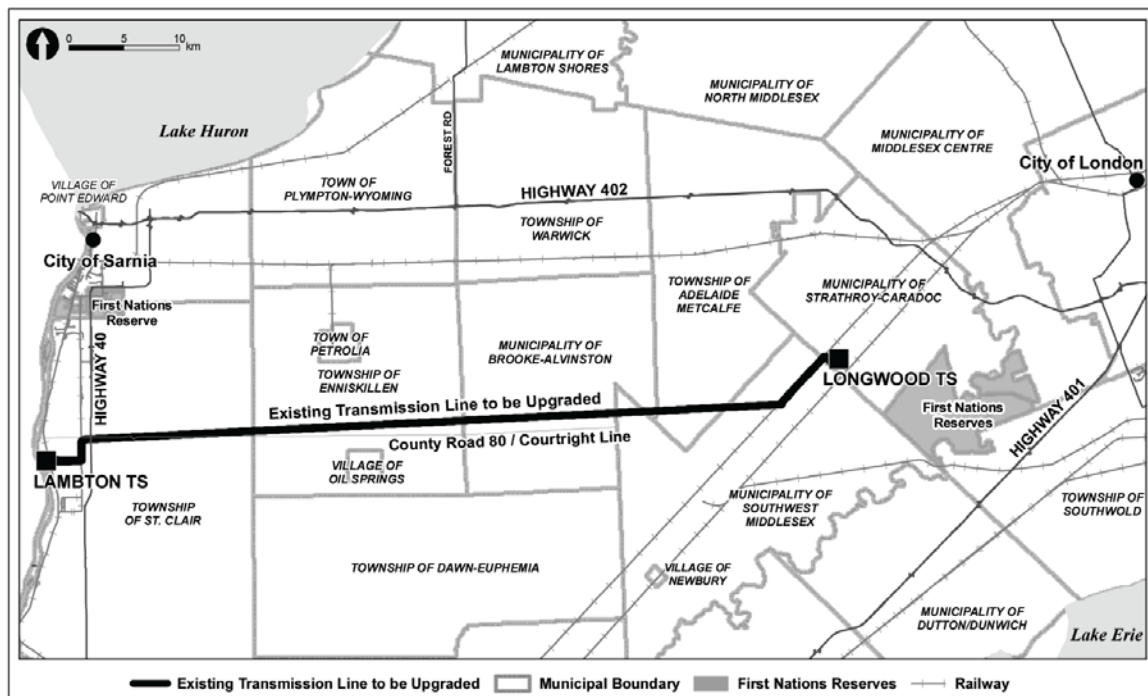 0 5 10
km
MUNICIPALITY OF
LAMBTON SHORES
MUNICIPALITY OF
NORTH MIDDLESEX
Lake Huron
MUNICIPALITY OF
MIDDLESEX CENTRE
City of London
FOREST RD
VILLAGE OF
POINT EDWARD
TOWN OF
PLYMPTON-WYOMING
HIGHWAY 402
TOWNSHIP OF
WARWICK
City of Sarnia
TOWNSHIP OF
ADELAIDE
METCALFE
MUNICIPALITY OF
STRATHROY-CARADOC
First Nations
Reserve
HIGHWAY 40
TOWN OF
PETROLIA
MUNICIPALITY OF
BROOKE-ALVINSTON
TOWNSHIP OF
ENNISKILLEN
LONGWOOD TS
First Nations
Reserves
HIGHWAY 401
Existing Transmission Line to be Upgraded
County Road 80 / Courtright Line
LAMBTON TS
VILLAGE OF
OIL SPRINGS
TOWNSHIP
OF ST. CLAIR
MUNICIPALITY OF
SOUTHWEST
MIDDLESEX
TOWNSHIP OF
SOUTHWOLD
TOWNSHIP OF DAWN-EUPHEMIA
VILLAGE OF
NEWBURY
MUNICIPALITY OF
DUTTON/DUNWICH
Lake Erie
Existing Transmission Line to be Upgraded
Municipal Boundary
First Nations Reserves
Railway